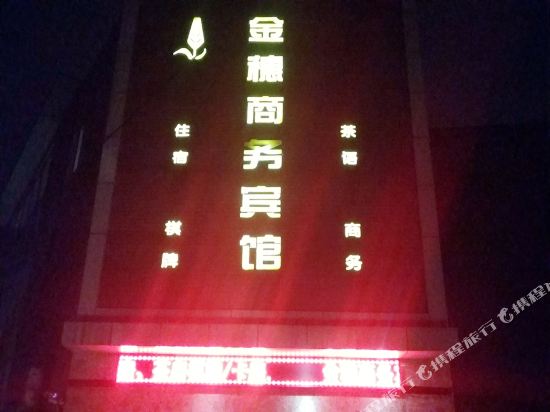 金穗商务宾馆
住宿
棋牌
茶语
商务
携程旅行